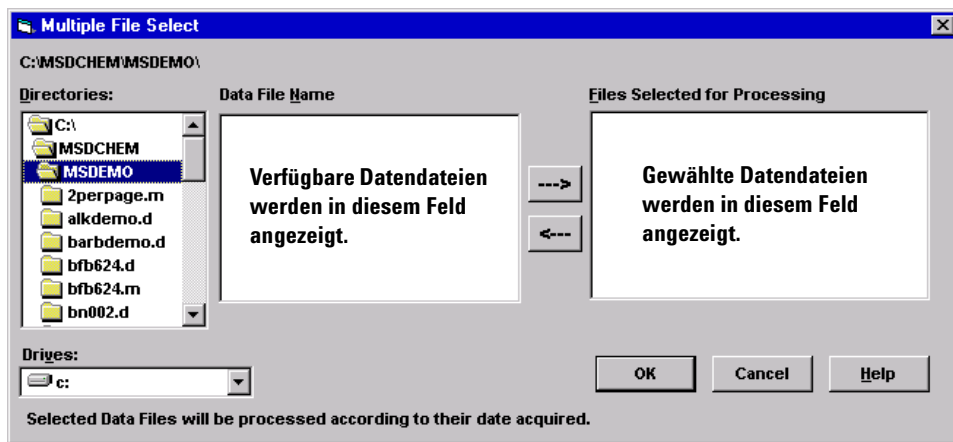 Multiple File Select
C:\MSDCHEM\MSDEMO\
Directories:
C:\
MSDCHEM
MSDEMO
2perpage.m
alkdemo.d
barbdemo.d
bfb624.d
bfb624.m
bn002.d
Data File Name
Verfügbare Datendateien
werden in diesem Feld
angezeigt.
--->
<---
Files Selected for Processing
Gewählte Datendateien
werden in diesem Feld
angezeigt.
Drives:
c:
OK
Cancel
Help
Selected Data Files will be processed according to their date acquired.